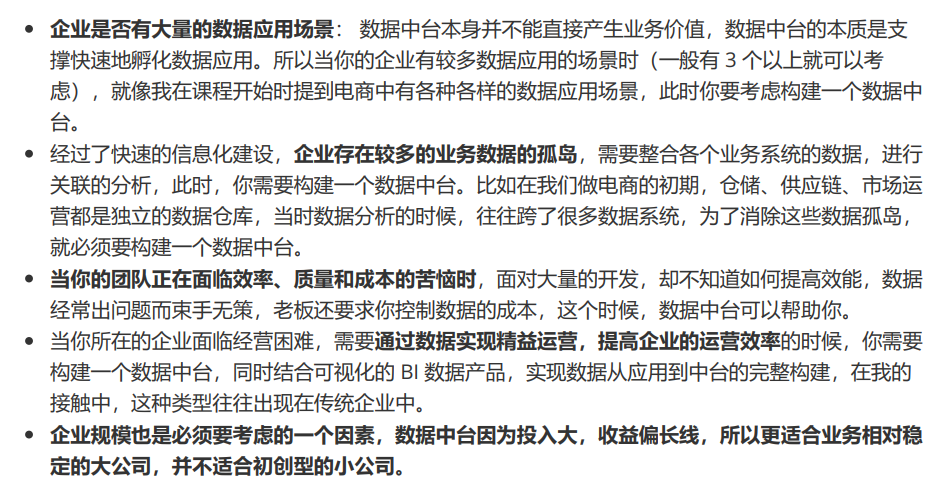 • 企业是否有大量的数据应用场景： 数据中台本身并不能直接产生业务价值，数据中台的本质是支
撑快速地孵化数据应用。所以当你的企业有较多数据应用的场景时（一般有 3 个以上就可以考
虑），就像我在课程开始时提到电商中有各种各样的数据应用场景，此时你要考虑构建一个数据中
台。
• 经过了快速的信息化建设，企业存在较多的业务数据的孤岛，需要整合各个业务系统的数据，进行
关联的分析，此时，你需要构建一个数据中台。比如在我们做电商的初期，仓储、供应链、市场运
营都是独立的数据仓库，当时数据分析的时候，往往跨了很多数据系统，为了消除这些数据孤岛，
就必须要构建一个数据中台。
• 当你的团队正在面临效率、质量和成本的苦恼时，面对大量的开发，却不知道如何提高效能，数据
经常出问题而束手无策，老板还要求你控制数据的成本，这个时候，数据中台可以帮助你。
• 当你所在的企业面临经营困难，需要通过数据实现精益运营，提高企业的运营效率的时候，你需要
构建一个数据中台，同时结合可视化的 BI 数据产品，实现数据从应用到中台的完整构建，在我的
接触中，这种类型往往出现在传统企业中。
• 企业规模也是必须要考虑的一个因素，数据中台因为投入大，收益偏长线，所以更适合业务相对稳
定的大公司，并不适合初创型的小公司。